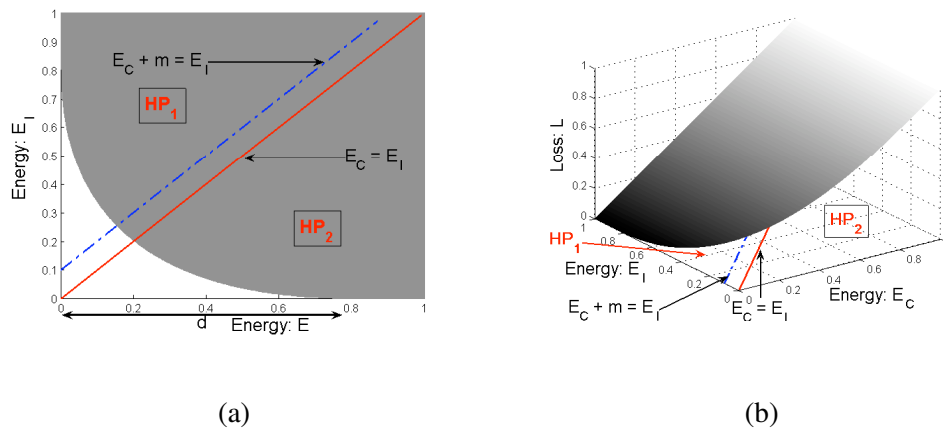 1
0.9
0.8
0.7
0.6
0.5
0.4
0.3
0.2
0.1
0
Energy: E_I
E_C + m = E_I
HP_1
E_C = E_I
HP_2
0 0.2 0.4 0.6 0.8 1
d Energy: E
(a)
1
0.8
0.6
0.4
0.2
0
Loss: L
1
0.8
0.6
0.4
0.2
0
HP_1
Energy: E_I
HP_2
0 0.2 0.4 0.6 0.8 1
Energy: E_C
E_C + m = E_I
E_C = E_I
(b)